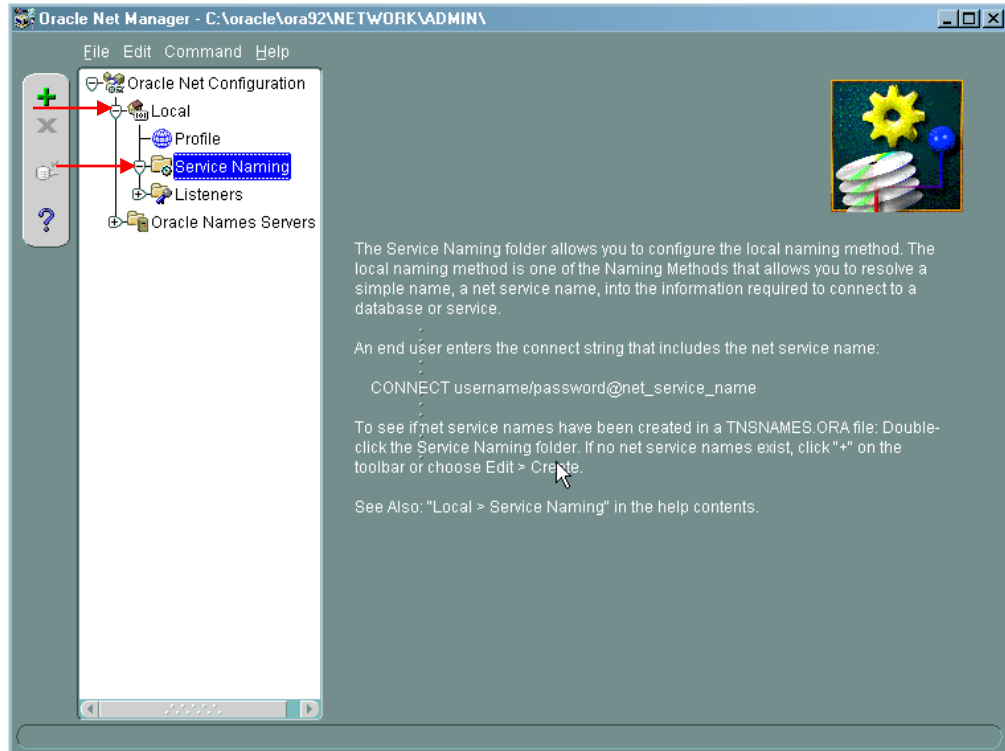 Oracle Net Manager - C:\oracle\ora92\NETWORK\ADMIN\
File Edit Command Help
Oracle Net Configuration
Local
Profile
Service Naming
Listeners
Oracle Names Servers
The Service Naming folder allows you to configure the local naming method. The
local naming method is one of the Naming Methods that allows you to resolve a
simple name, a net service name, into the information required to connect to a
database or service.
An end user enters the connect string that includes the net service name:
CONNECT username/password@net_service_name
To see if net service names have been created in a TNSNAMES.ORA file: Double-
click the Service Naming folder. If no net service names exist, click "+" on the
toolbar or choose Edit > Create.
See Also: "Local > Service Naming" in the help contents.